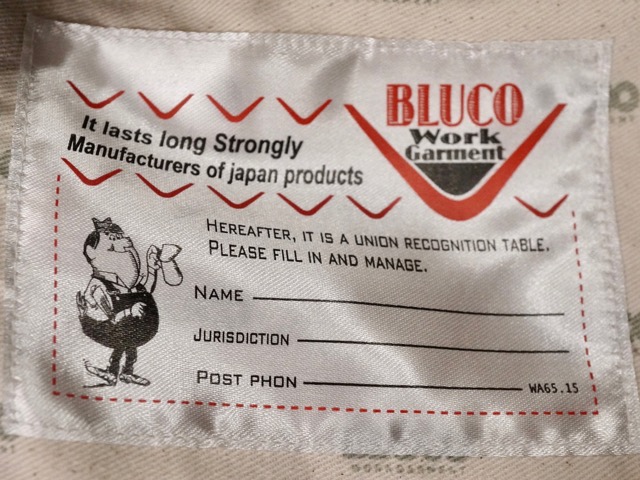 BLUCO
Work
Garment
It lasts long Strongly
Manufacturers of japan products
HEREAFTER, IT IS A UNION RECOGNITION TABLE.
PLEASE FILL IN AND MANAGE.
NAME
JURISDICTION
POST PHON
WA65.15